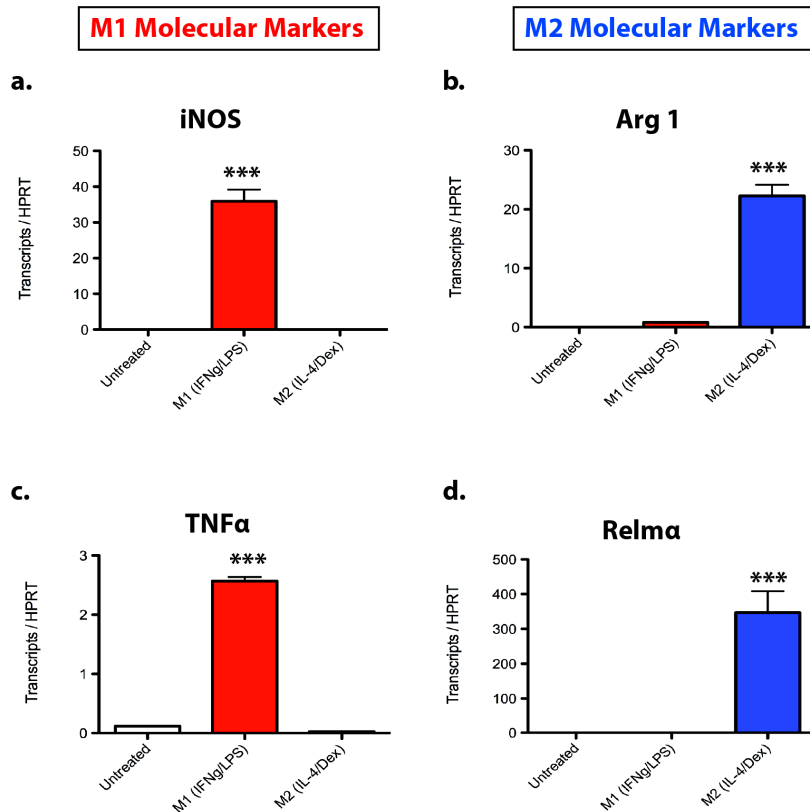 M1 Molecular Markers
M2 Molecular Markers
a.
iNOS
Transcripts / HPRT
50
40
30
20
10
0
***
Untreated
M1 (IFNg/LPS)
M2 (IL-4/Dex)
b.
Arg 1
Transcripts / HPRT
30
20
10
0
***
Untreated
M1 (IFNg/LPS)
M2 (IL-4/Dex)
c.
TNFα
Transcripts / HPRT
3
2
1
0
***
Untreated
M1 (IFNg/LPS)
M2 (IL-4/Dex)
d.
Relmα
Transcripts / HPRT
500
400
300
200
100
0
***
Untreated
M1 (IFNg/LPS)
M2 (IL-4/Dex)